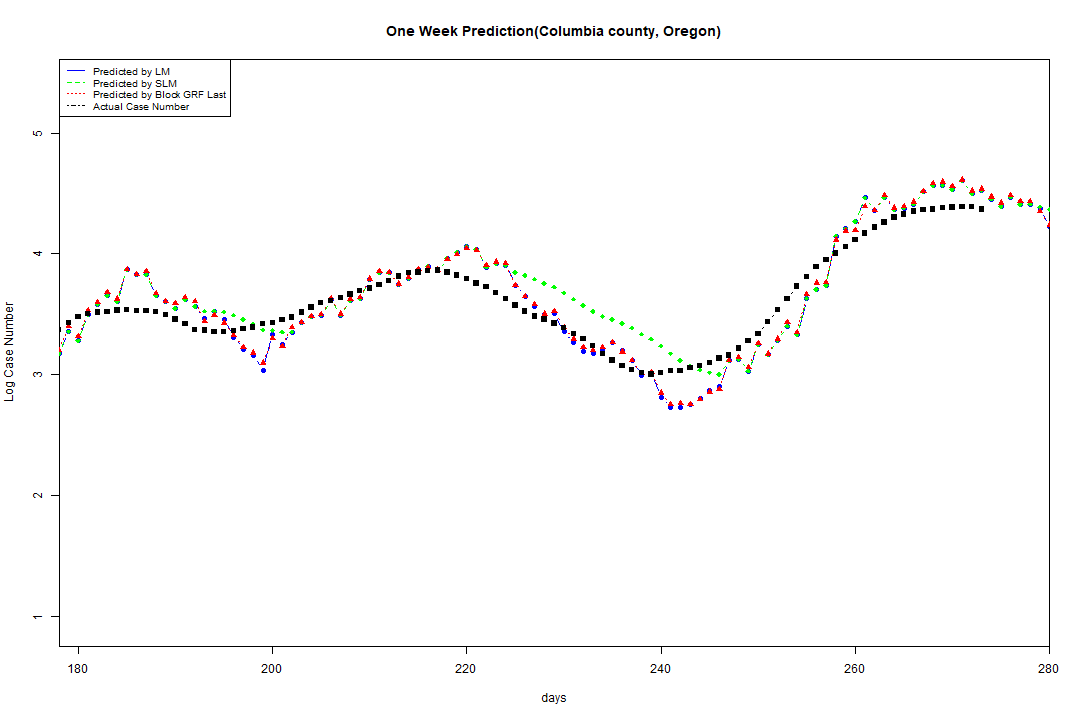 One Week Prediction(Columbia county, Oregon)
Predicted by LM
Predicted by SLM
Predicted by Block GRF Last
Actual Case Number
5
4
3
2
1
Log Case Number
180 200 220 240 260 280
days